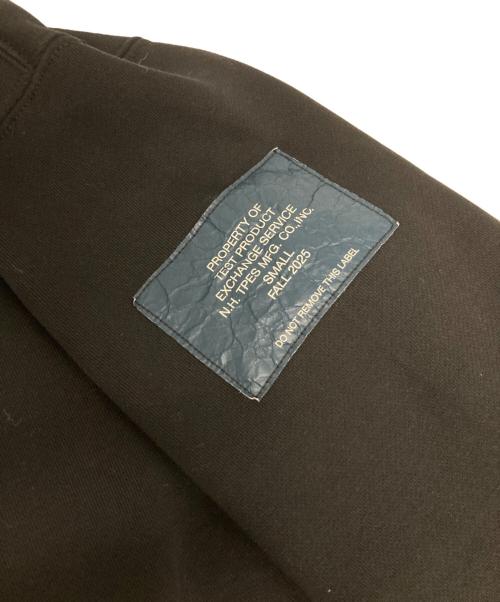 PROPERTY OF
TEST PRODUCT
EXCHANGE SERVICE
N.H. TPES MFG. CO.,INC.
SMALL
FALL 2025
DO NOT REMOVE THIS LABEL